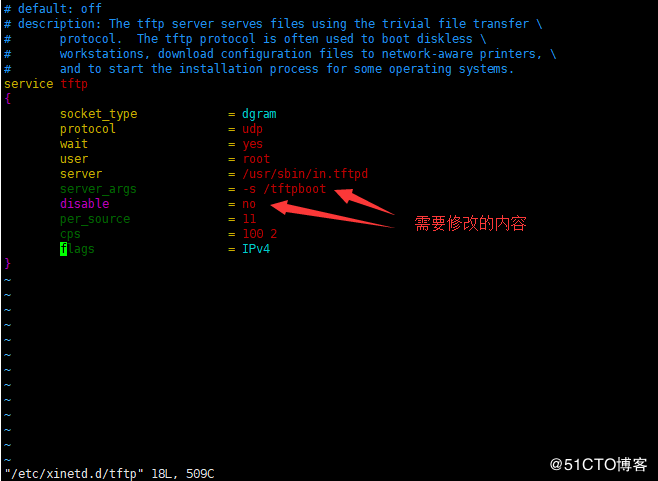 # default: off
# description: The tftp server serves files using the trivial file transfer \
#       protocol.  The tftp protocol is often used to boot diskless \
#       workstations, download configuration files to network-aware printers, \
#       and to start the installation process for some operating systems.
service tftp
{
        socket_type             = dgram
        protocol                = udp
        wait                    = yes
        user                    = root
        server                  = /usr/sbin/in.tftpd
        server_args             = -s /tftpboot
        disable                 = no
        per_source              = 11
        cps                     = 100 2
        flags                   = IPv4
}
需要修改的内容
~
~
~
~
~
~
~
~
~
~
~
~
~
"/etc/xinetd.d/tftp" 18L, 509C
@51CTO博客